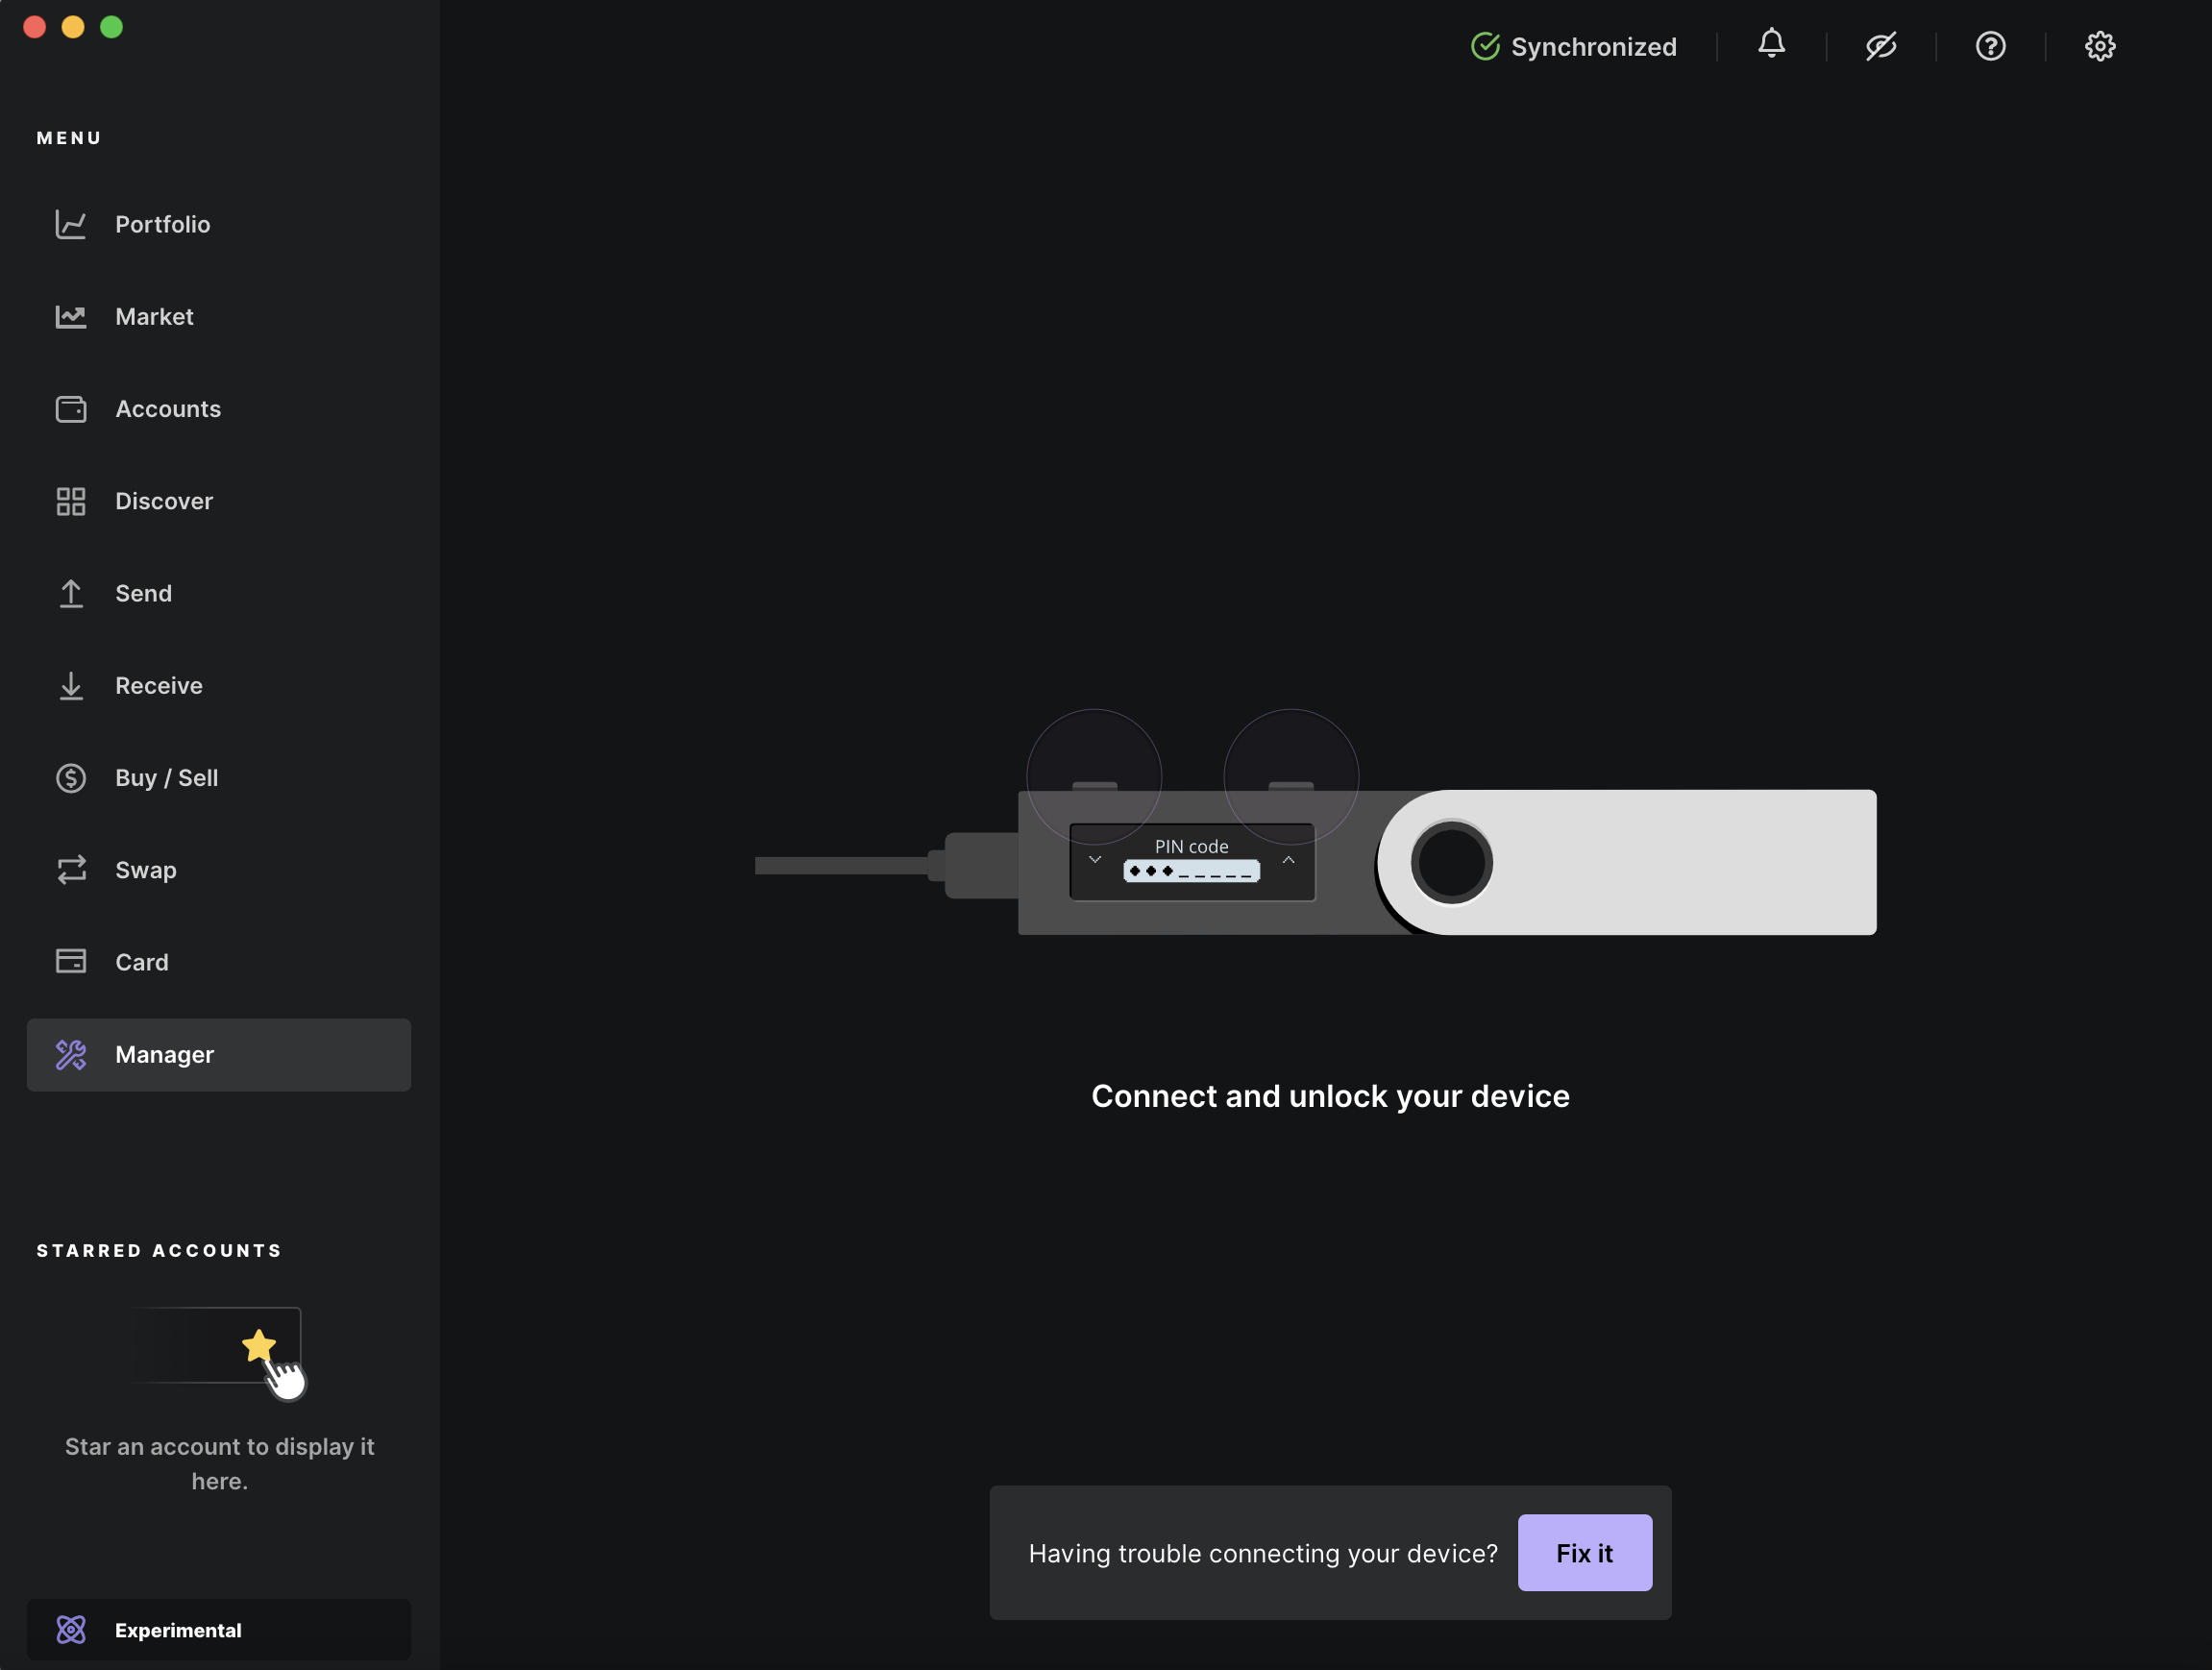 Synchronized
MENU
Portfolio
Market
Accounts
Discover
Send
Receive
Buy / Sell
Swap
Card
Manager
STARRED ACCOUNTS
Star an account to display it
here.
Experimental
PIN code
Connect and unlock your device
Having trouble connecting your device?
Fix it